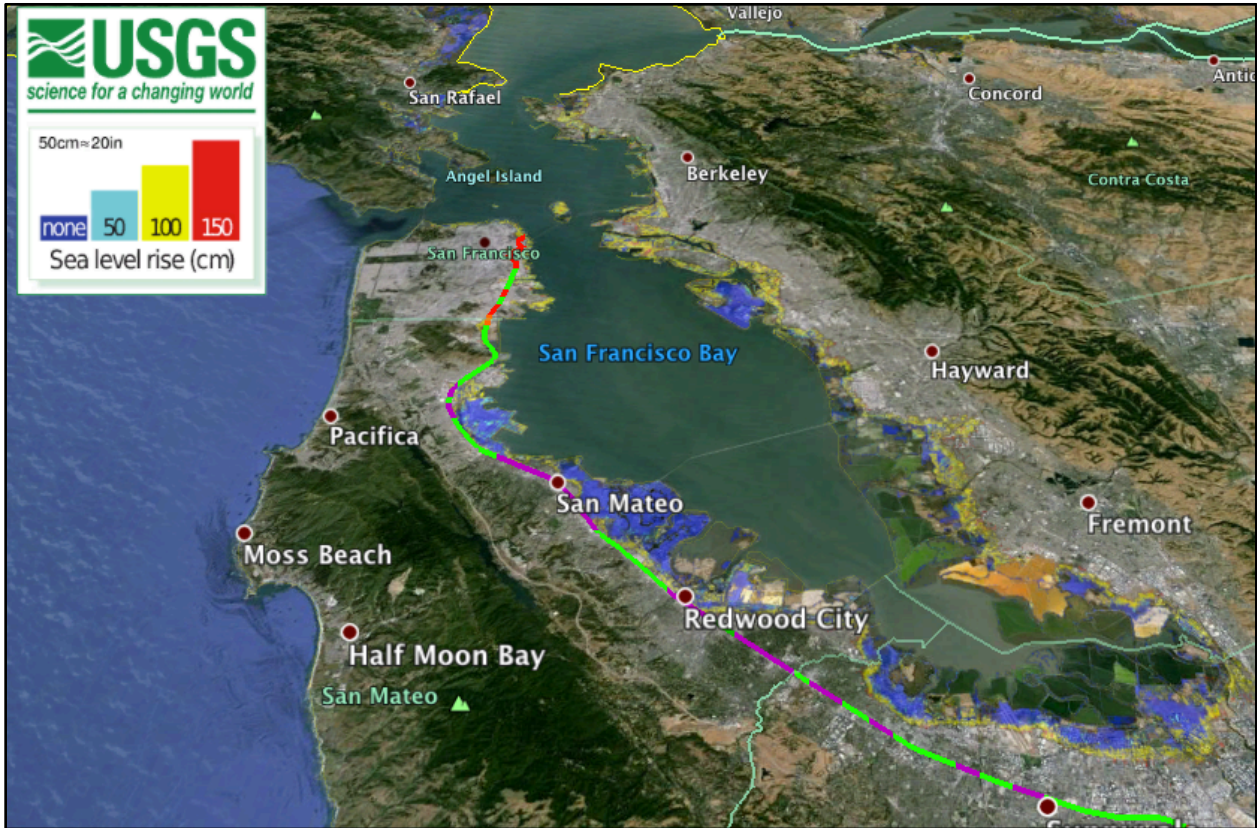 USGS
science for a changing world
50cm≈20in
none
50
100
150
Sea level rise (cm)
Vallejo
San Rafael
Concord
Angel Island
Berkeley
Contra Costa
San Francisco
San Francisco Bay
Hayward
Pacifica
San Mateo
Fremont
Moss Beach
Redwood City
Half Moon Bay
San Mateo